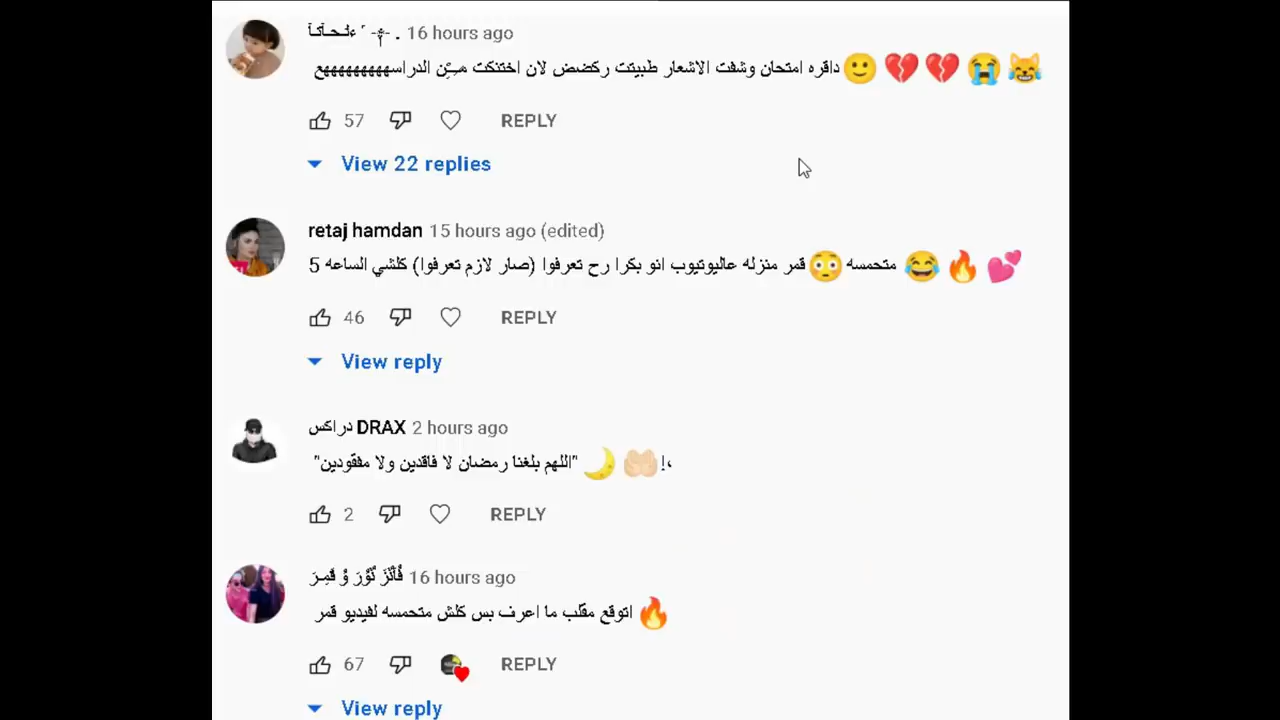 16 hours ago
داقره امتحان وشفت الاشعار طبيتت ركضض لان اختنكت مـِْن الدراسههههههههههع 🙂💔💔😭😹
57 REPLY
View 22 replies
retaj hamdan 15 hours ago (edited)
متحمسه 😳 قمر منزله عاليوتيوب انو بكرا رح تعرفوا (صار لازم تعرفوا) كلشي الساعه 5 😂🔥💕
46 REPLY
View reply
دراكس DRAX 2 hours ago
"اللهم بلغنا رمضان لا فاقدين ولا مفقودين" 🌙🤲🏻!،
2 REPLY
16 hours ago
اتوقع مقلب ما اعرف بس كلش متحمسه لفيديو قمر 🔥
67 REPLY
View reply